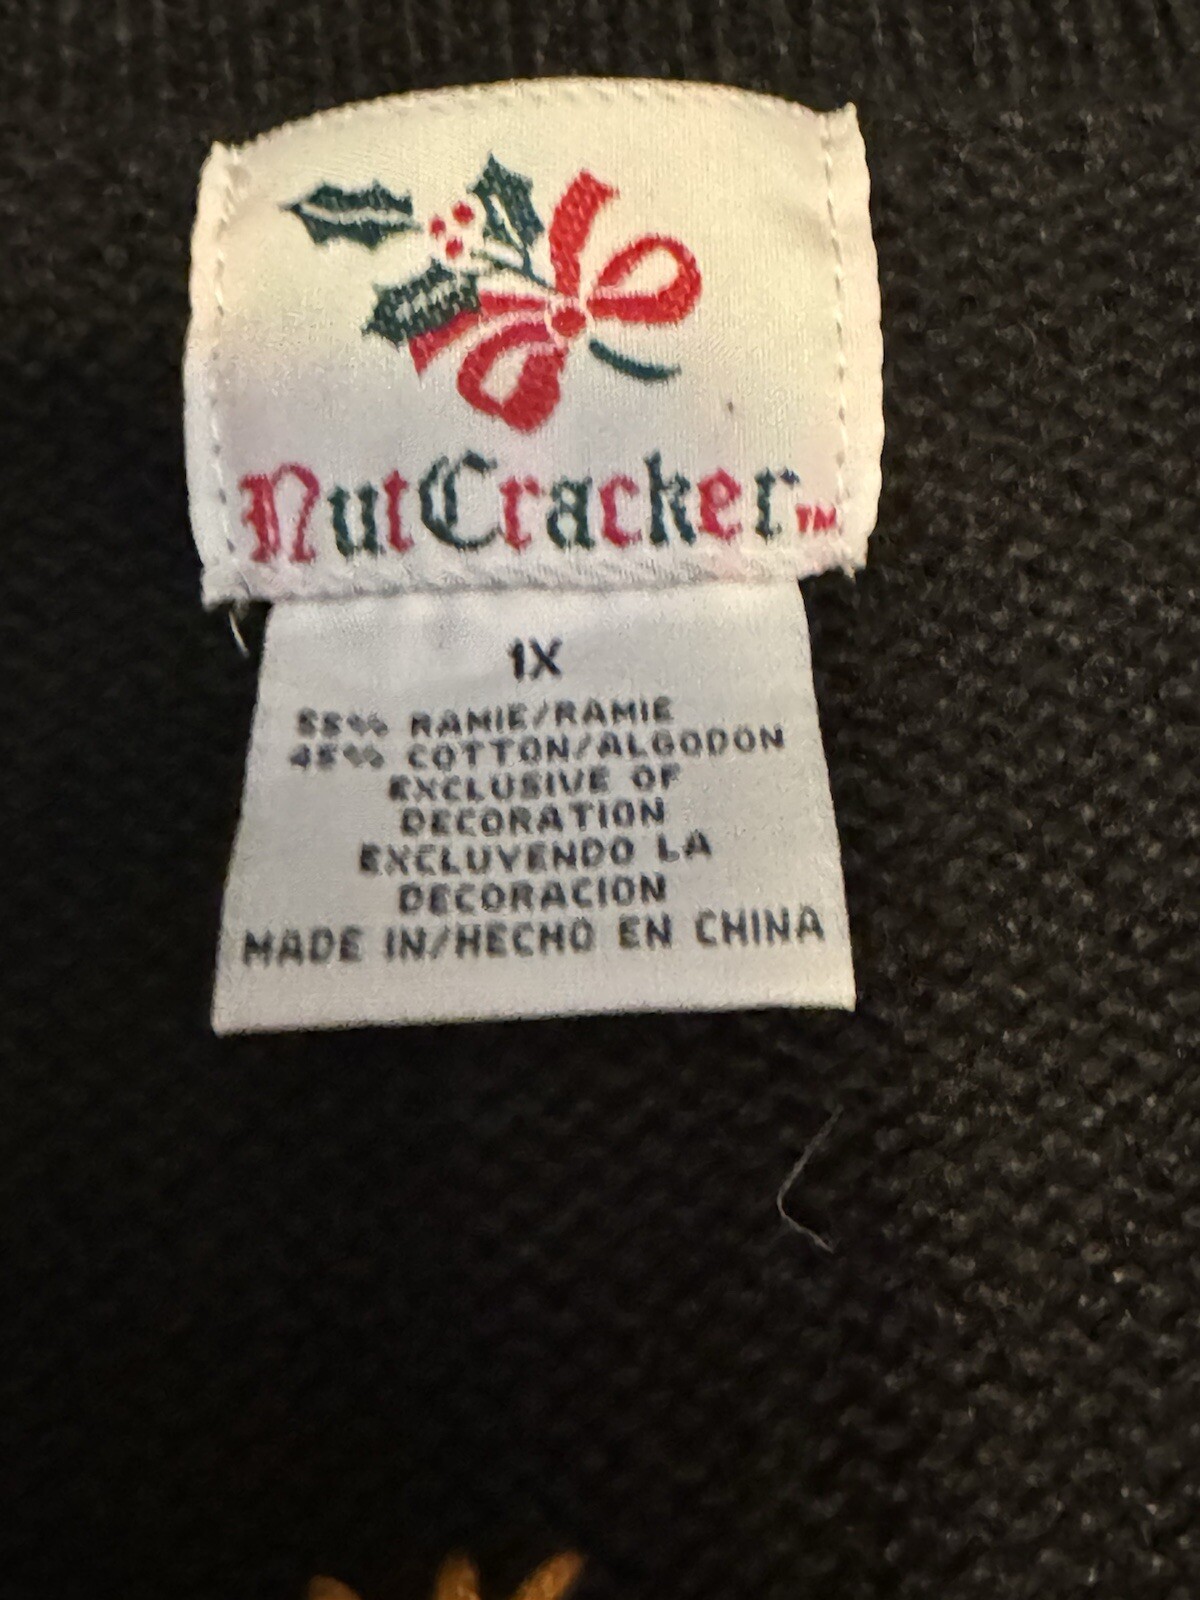 NutCracker™
1X
55% RAMIE/RAMIE
45% COTTON/ALGODON
EXCLUSIVE OF
DECORATION
EXCLUYENDO LA
DECORACION
MADE IN/HECHO EN CHINA